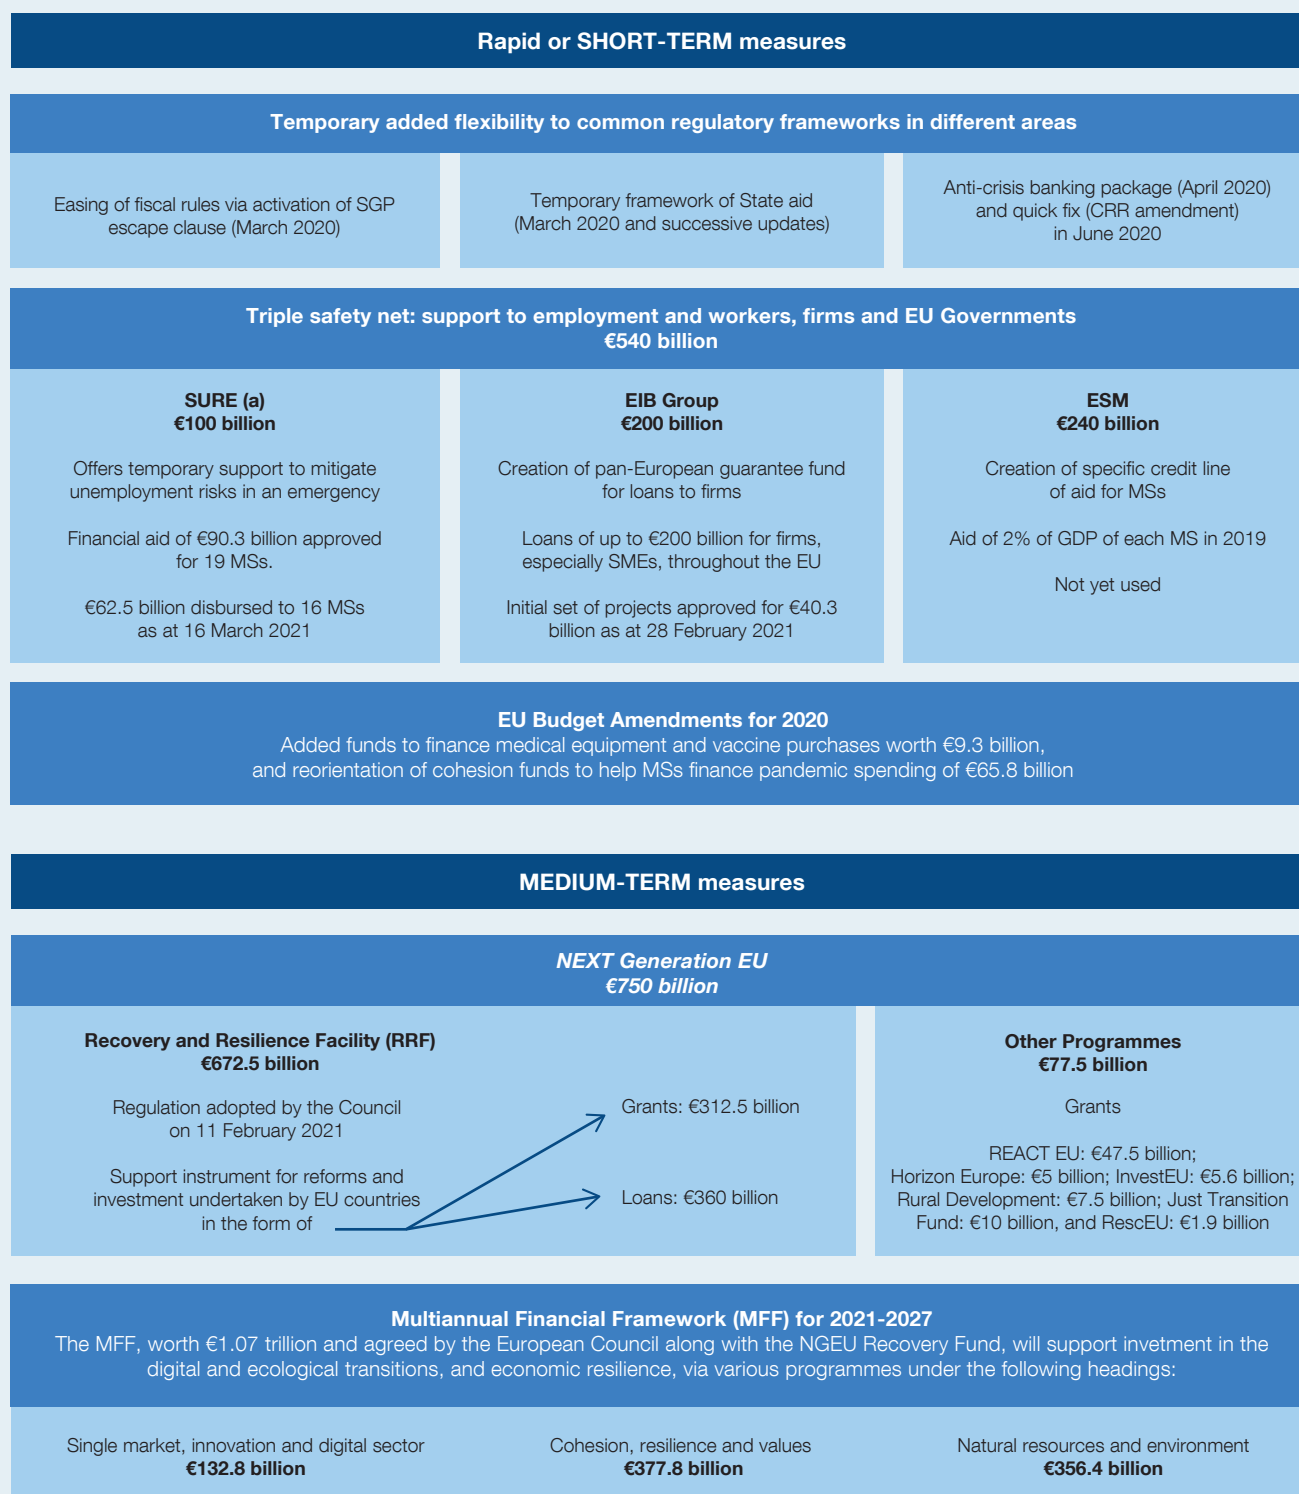 Rapid or SHORT-TERM measures
Temporary added flexibility to common regulatory frameworks in different areas
Easing of fiscal rules via activation of SGP
escape clause (March 2020)
Temporary framework of State aid
(March 2020 and successive updates)
Anti-crisis banking package (April 2020)
and quick fix (CRR amendment)
in June 2020
Triple safety net: support to employment and workers, firms and EU Governments
€540 billion
SURE (a)
€100 billion
Offers temporary support to mitigate
unemployment risks in an emergency
Financial aid of €90.3 billion approved
for 19 MSs.
€62.5 billion disbursed to 16 MSs
as at 16 March 2021
EIB Group
€200 billion
Creation of pan-European guarantee fund
for loans to firms
Loans of up to €200 billion for firms,
especially SMEs, throughout the EU
Initial set of projects approved for €40.3
billion as at 28 February 2021
ESM
€240 billion
Creation of specific credit line
of aid for MSs
Aid of 2% of GDP of each MS in 2019
Not yet used
EU Budget Amendments for 2020
Added funds to finance medical equipment and vaccine purchases worth €9.3 billion,
and reorientation of cohesion funds to help MSs finance pandemic spending of €65.8 billion
MEDIUM-TERM measures
NEXT Generation EU
€750 billion
Recovery and Resilience Facility (RRF)
€672.5 billion
Regulation adopted by the Council
on 11 February 2021
Support instrument for reforms and
investment undertaken by EU countries
in the form of
Grants: €312.5 billion
Loans: €360 billion
Other Programmes
€77.5 billion
Grants
REACT EU: €47.5 billion;
Horizon Europe: €5 billion; InvestEU: €5.6 billion;
Rural Development: €7.5 billion; Just Transition
Fund: €10 billion, and RescEU: €1.9 billion
Multiannual Financial Framework (MFF) for 2021-2027
The MFF, worth €1.07 trillion and agreed by the European Council along with the NGEU Recovery Fund, will support invetment in the
digital and ecological transitions, and economic resilience, via various programmes under the following headings:
Single market, innovation and digital sector
€132.8 billion
Cohesion, resilience and values
€377.8 billion
Natural resources and environment
€356.4 billion